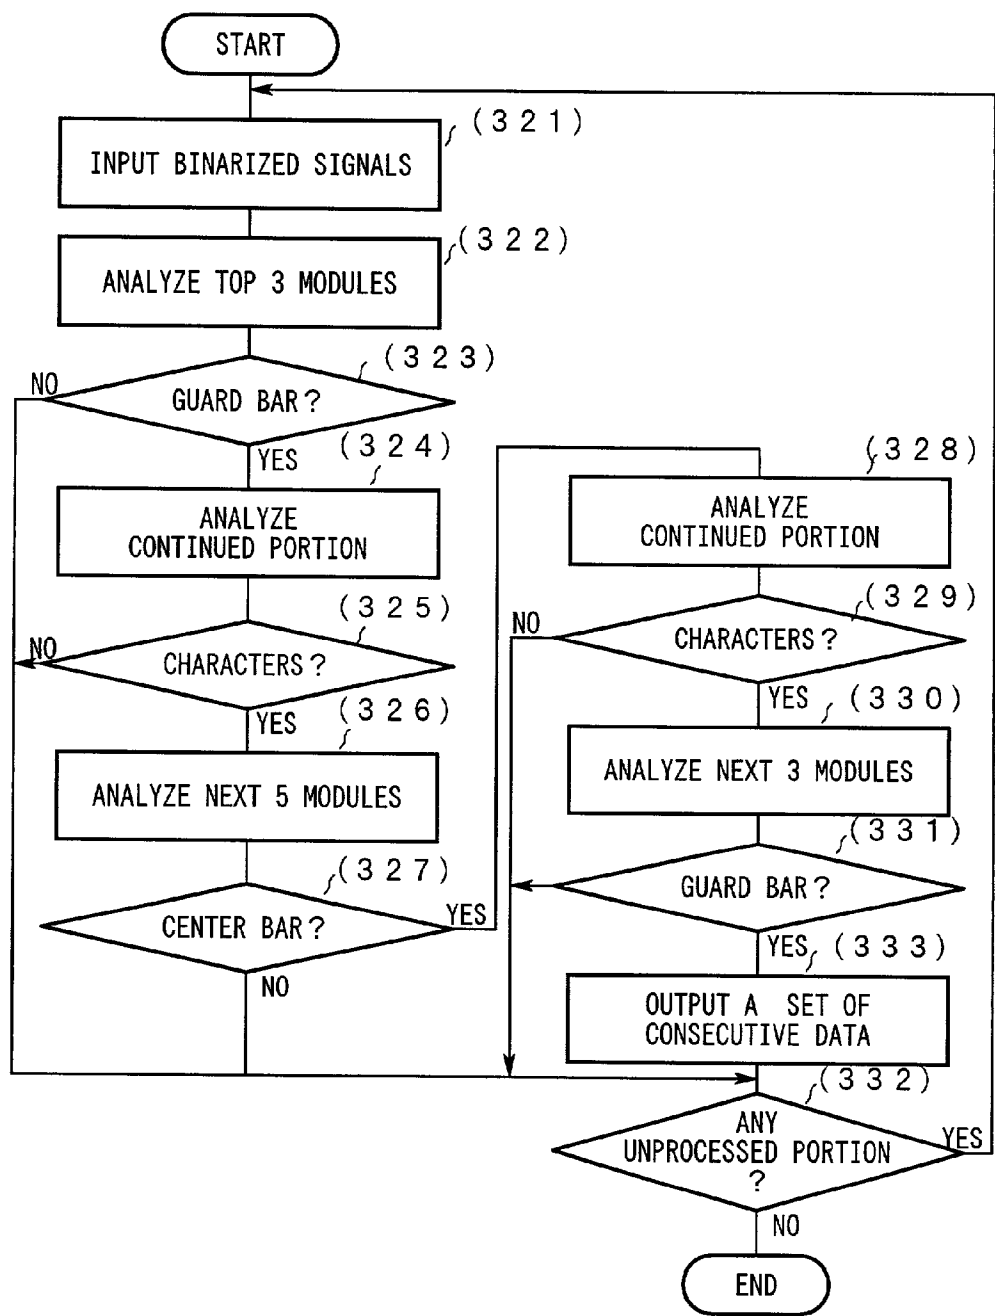 START
(321)
INPUT BINARIZED SIGNALS
(322)
ANALYZE TOP 3 MODULES
(323)
NO
GUARD BAR?
YES
(324)
ANALYZE
CONTINUED PORTION
(325)
NO
CHARACTERS?
YES
(326)
ANALYZE NEXT 5 MODULES
(327)
CENTER BAR?
YES
NO
(328)
ANALYZE
CONTINUED PORTION
(329)
NO
CHARACTERS?
YES
(330)
ANALYZE NEXT 3 MODULES
(331)
GUARD BAR?
YES
(333)
OUTPUT A SET OF
CONSECUTIVE DATA
(332)
ANY
UNPROCESSED PORTION
?
YES
NO
END